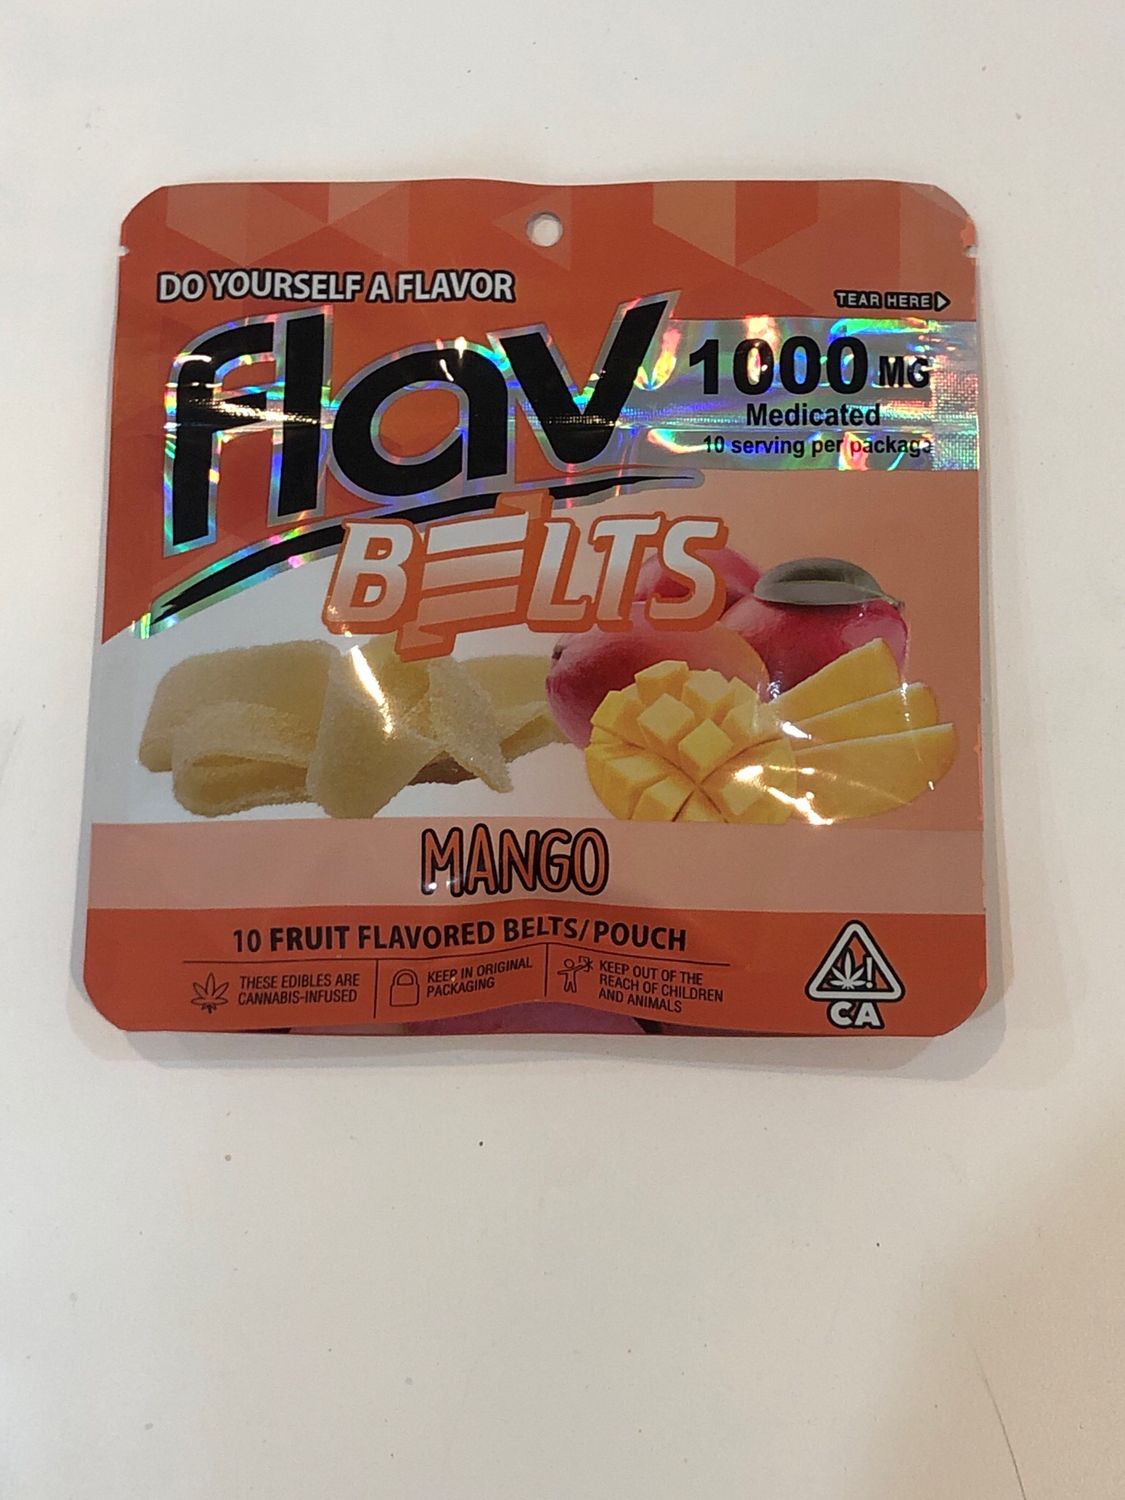 DO YOURSELF A FLAVOR
TEAR HERE
flav
1000 MG
Medicated
10 serving per package
BELTS
MANGO
10 FRUIT FLAVORED BELTS/POUCH
THESE EDIBLES ARE
CANNABIS-INFUSED
KEEP IN ORIGINAL
PACKAGING
KEEP OUT OF THE
REACH OF CHILDREN
AND ANIMALS
!
CA